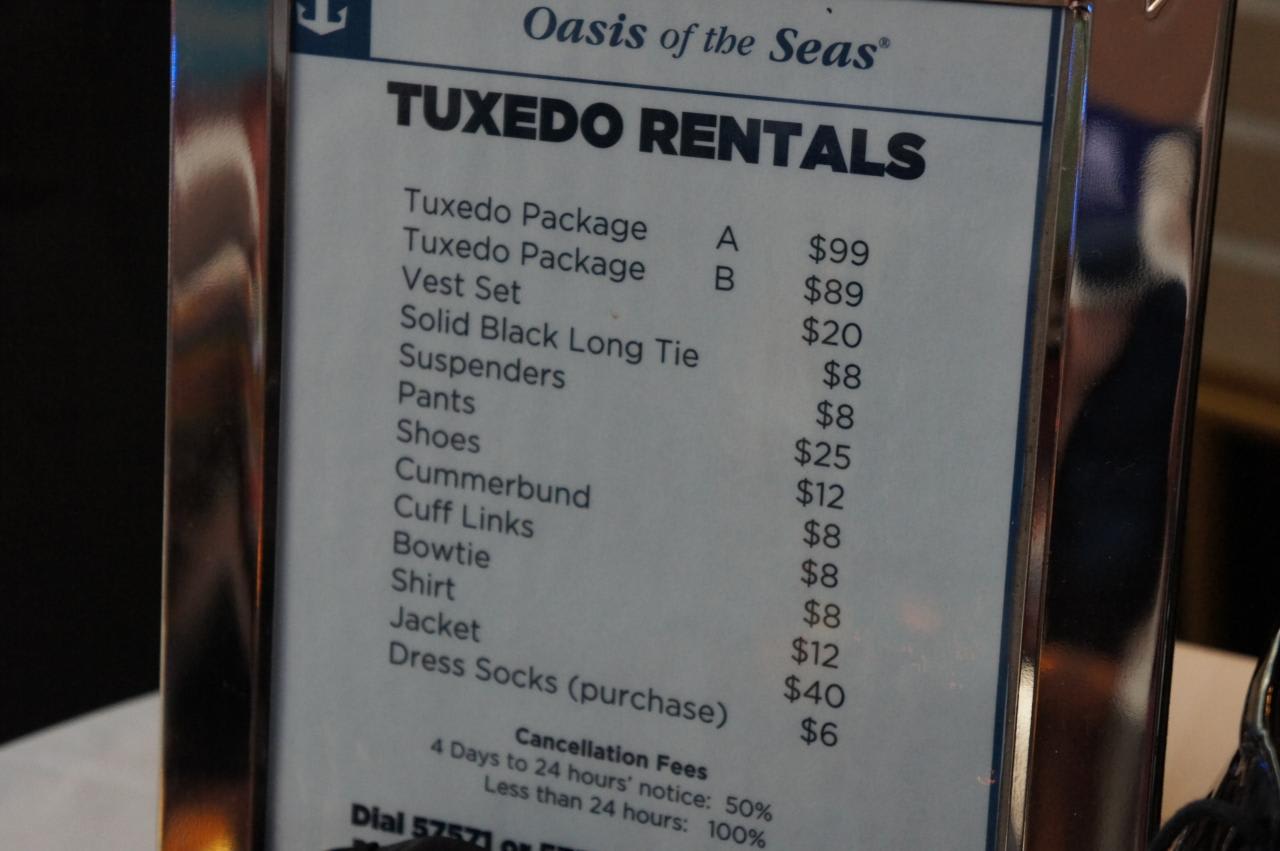 Oasis of the Seas®
TUXEDO RENTALS
Tuxedo Package A $99
Tuxedo Package B $89
Vest Set $20
Solid Black Long Tie $8
Suspenders $8
Pants $25
Shoes $12
Cummerbund $8
Cuff Links $8
Bowtie $8
Shirt $12
Jacket $40
Dress Socks (purchase) $6
Cancellation Fees
4 Days to 24 hours' notice: 50%
Less than 24 hours: 100%
Dial 57571 or